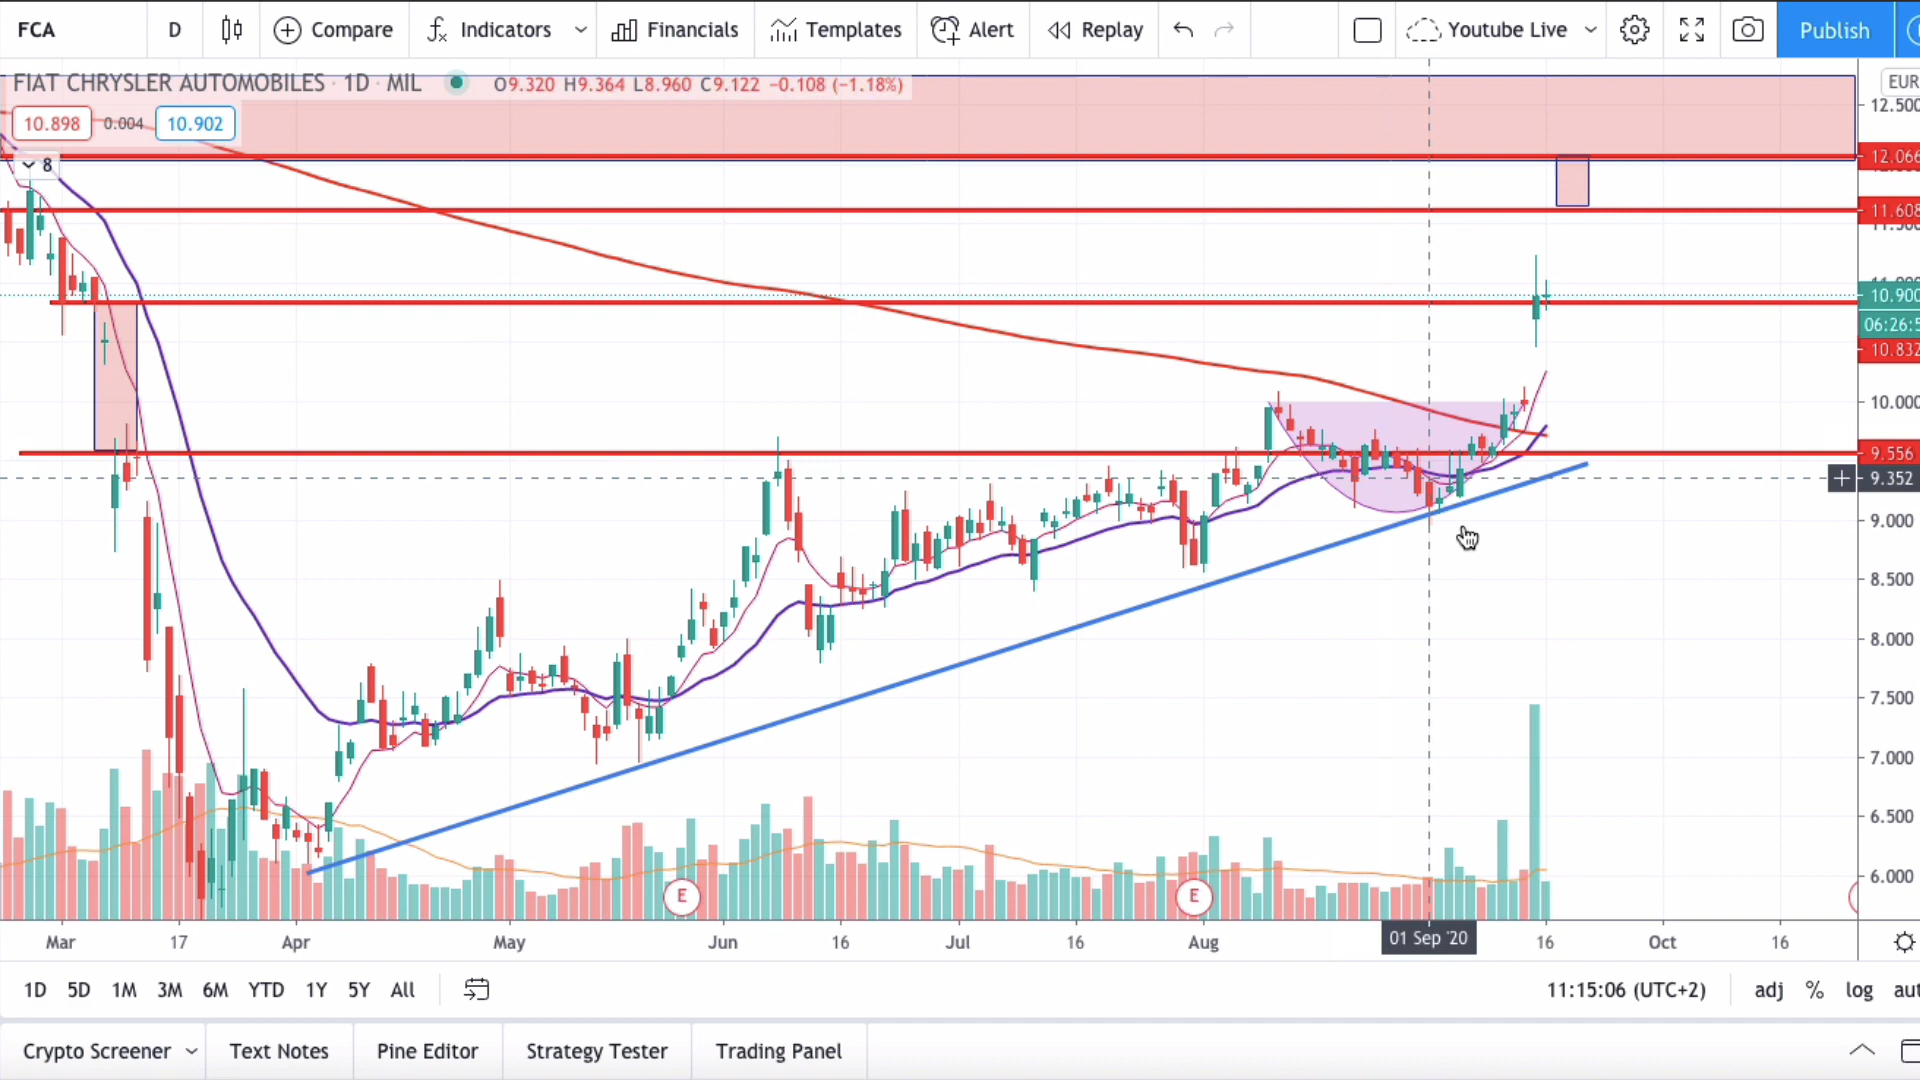 FCA D Compare Indicators Financials Templates Alert Replay Youtube Live Publish
FIAT CHRYSLER AUTOMOBILES · 1D · MIL O9.320 H9.364 L8.960 C9.122 −0.108 (−1.18%)
EUR
12.500
10.898 0.004 10.902
12.066
8
11.608
11.500
10.900
06:26:5
10.832
10.000
9.556
9.352
9.000
8.500
8.000
7.500
7.000
6.500
6.000
E E
Mar 17 Apr May Jun 16 Jul 16 Aug 01 Sep '20 16 Oct 16
1D 5D 1M 3M 6M YTD 1Y 5Y All 11:15:06 (UTC+2) adj % log aut
Crypto Screener Text Notes Pine Editor Strategy Tester Trading Panel